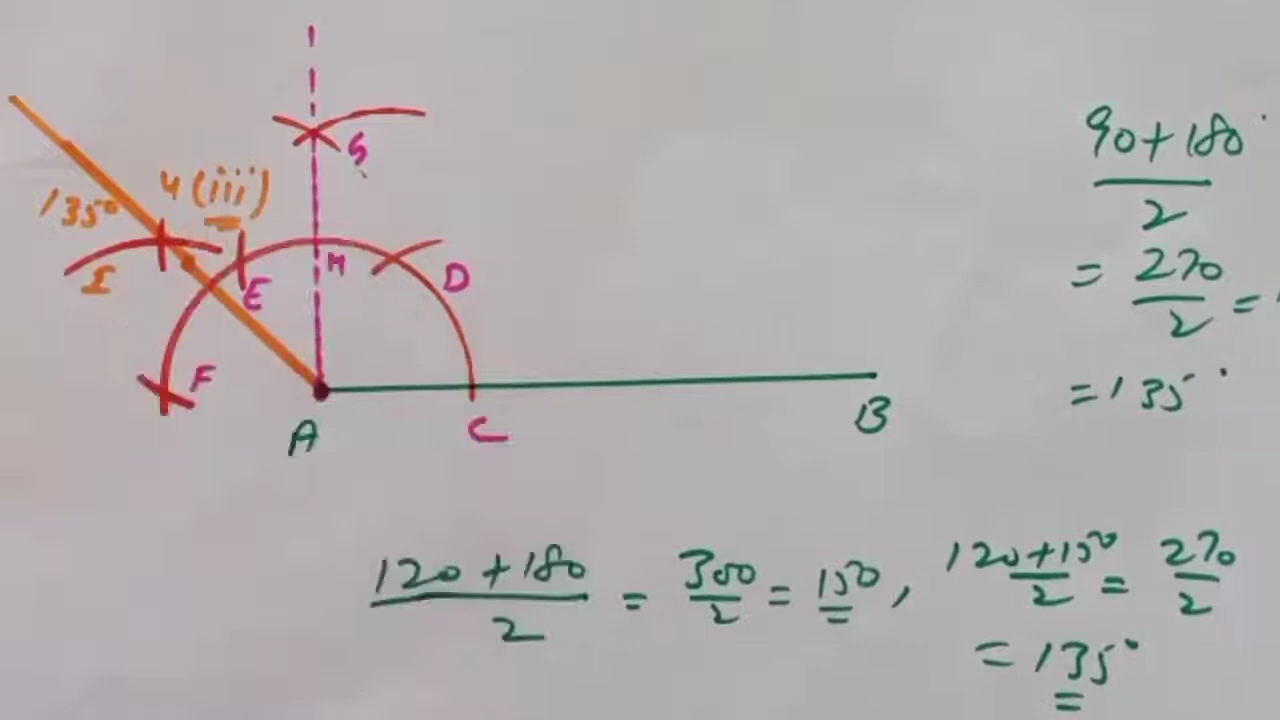 G
4 (iii)
135°
I
E
H
D
F
A
C
B
90+180°
2
= 270
2 =
= 135°
120 + 180
2
= 300
2
= 150 ,
120+150
2
= 270
2
= 135°